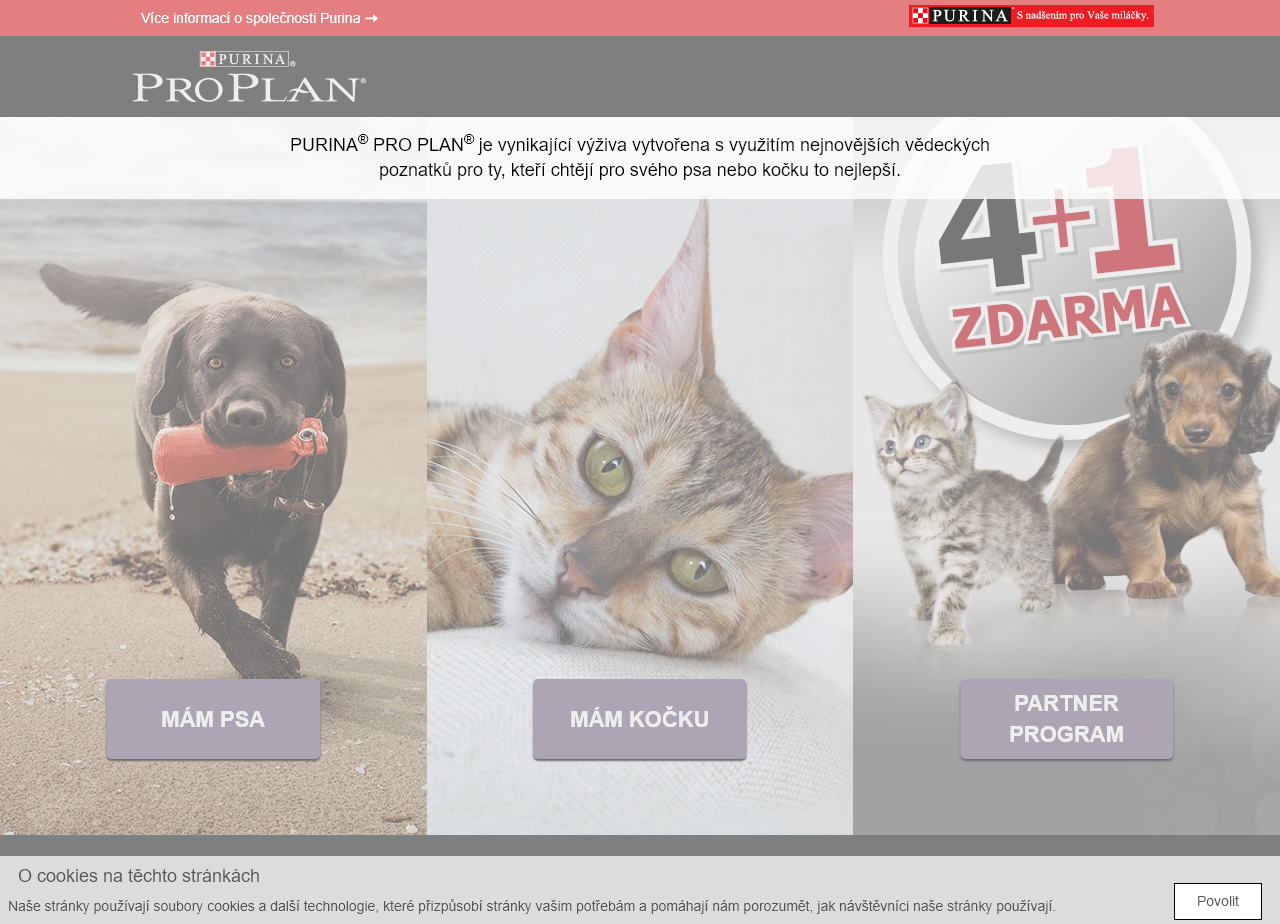 Více informací o společnosti Purina ➞
PURINA S nadšením pro Vaše miláčky.
PURINA®
PROPLAN®
PURINA® PRO PLAN® je vynikající výživa vytvořena s využitím nejnovějších vědeckých
poznatků pro ty, kteří chtějí pro svého psa nebo kočku to nejlepší.
4+1
ZDARMA
MÁM PSA
MÁM KOČKU
PARTNER
PROGRAM
O cookies na těchto stránkách
Naše stránky používají soubory cookies a další technologie, které přizpůsobí stránky vašim potřebám a pomáhají nám porozumět, jak návštěvníci naše stránky používají.
Povolit